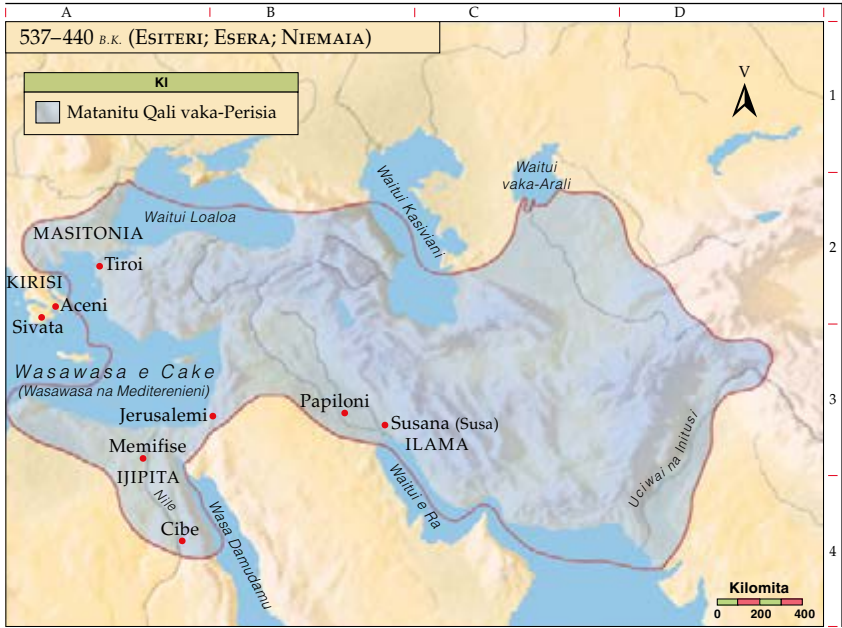 A B C D
537–440 B.K. (ESITERI; ESERA; NIEMAIA)
KI
Matanitu Qali vaka-Perisia
V
1
Waitui
vaka-Arali
Waitui Kasiviani
Waitui Loaloa
MASITONIA
2
Tiroi
KIRISI
Aceni
Sivata
Wasawasa e Cake
(Wasawasa na Mediterenieni)
3
Papiloni
Jerusalemi
Susana (Susa)
ILAMA
Memifise
IJIPITA
Nile
Uciwai na Initusi
Waitui e Ra
Wasa Damudamu
Cibe
4
Kilomita
0 200 400